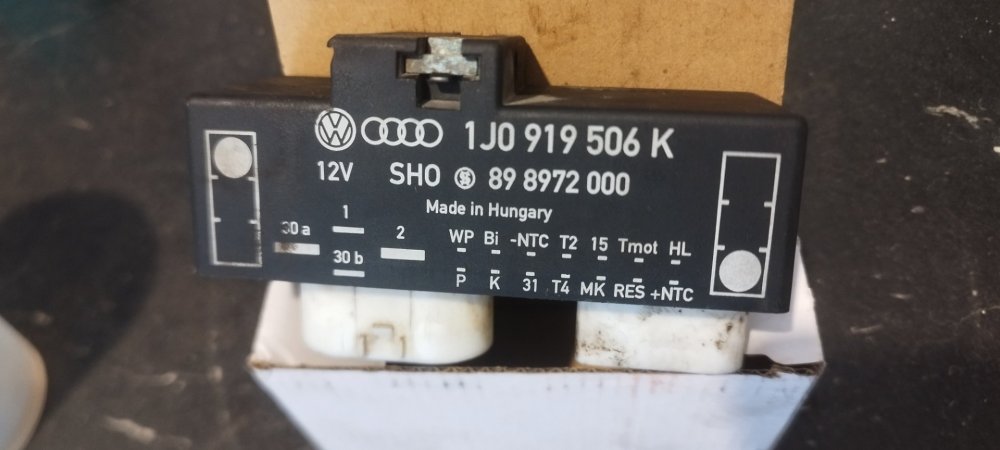 1J0 919 506 K
12V SHO 89 8972 000
Made in Hungary
30 a 1 2 WP Bi -NTC T2 15 Tmot HL
30 b P K 31 T4 MK RES +NTC